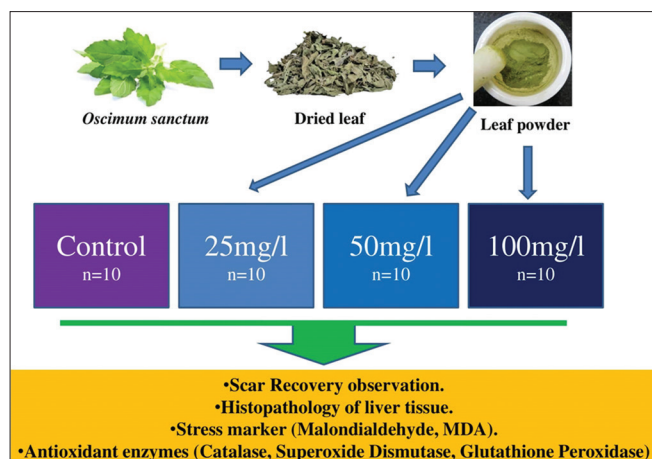 Oscimum sanctum
Dried leaf
Leaf powder
Control
n=10
25mg/l
n=10
50mg/l
n=10
100mg/l
n=10
•Scar Recovery observation.
•Histopathology of liver tissue.
•Stress marker (Malondialdehyde, MDA).
•Antioxidant enzymes (Catalase, Superoxide Dismutase, Glutathione Peroxidase)